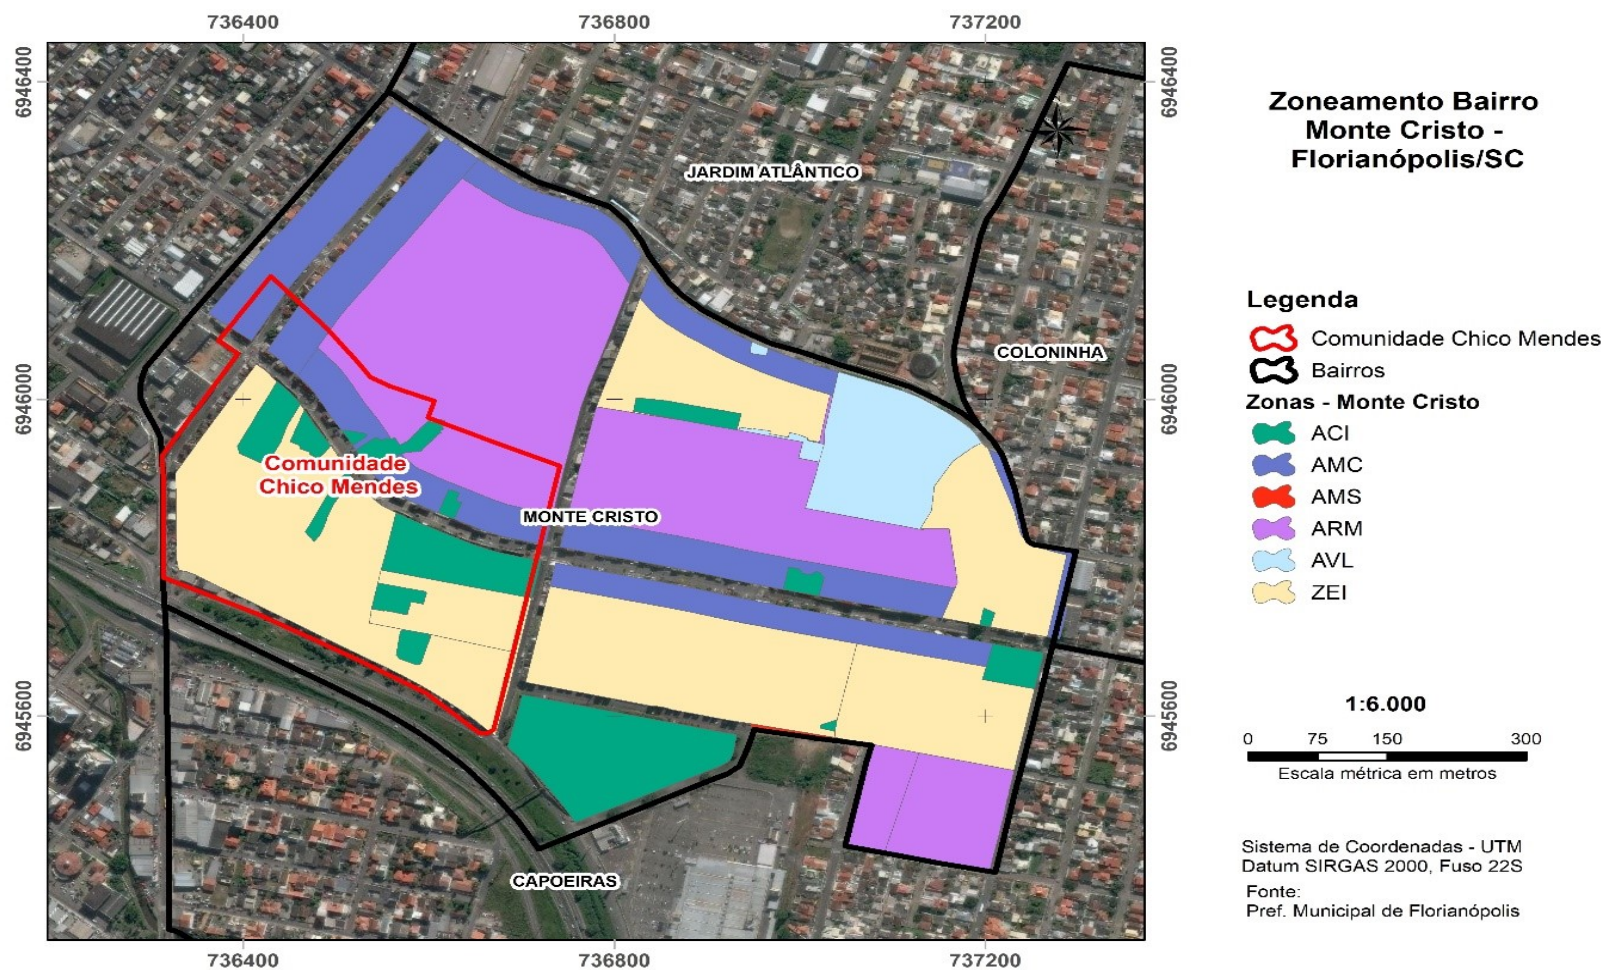 736400 736800 737200
6946400 6946400
Zoneamento Bairro
Monte Cristo -
Florianópolis/SC
JARDIM ATLÂNTICO
Legenda
Comunidade Chico Mendes
COLONINHA
Bairros
6946000 6946000
Zonas - Monte Cristo
ACI
Comunidade
Chico Mendes
AMC
AMS
MONTE CRISTO
ARM
AVL
ZEI
6945600 6945600
1:6.000
0 75 150 300
Escala métrica em metros
Sistema de Coordenadas - UTM
Datum SIRGAS 2000, Fuso 22S
CAPOEIRAS
Fonte:
Pref. Municipal de Florianópolis
736400 736800 737200